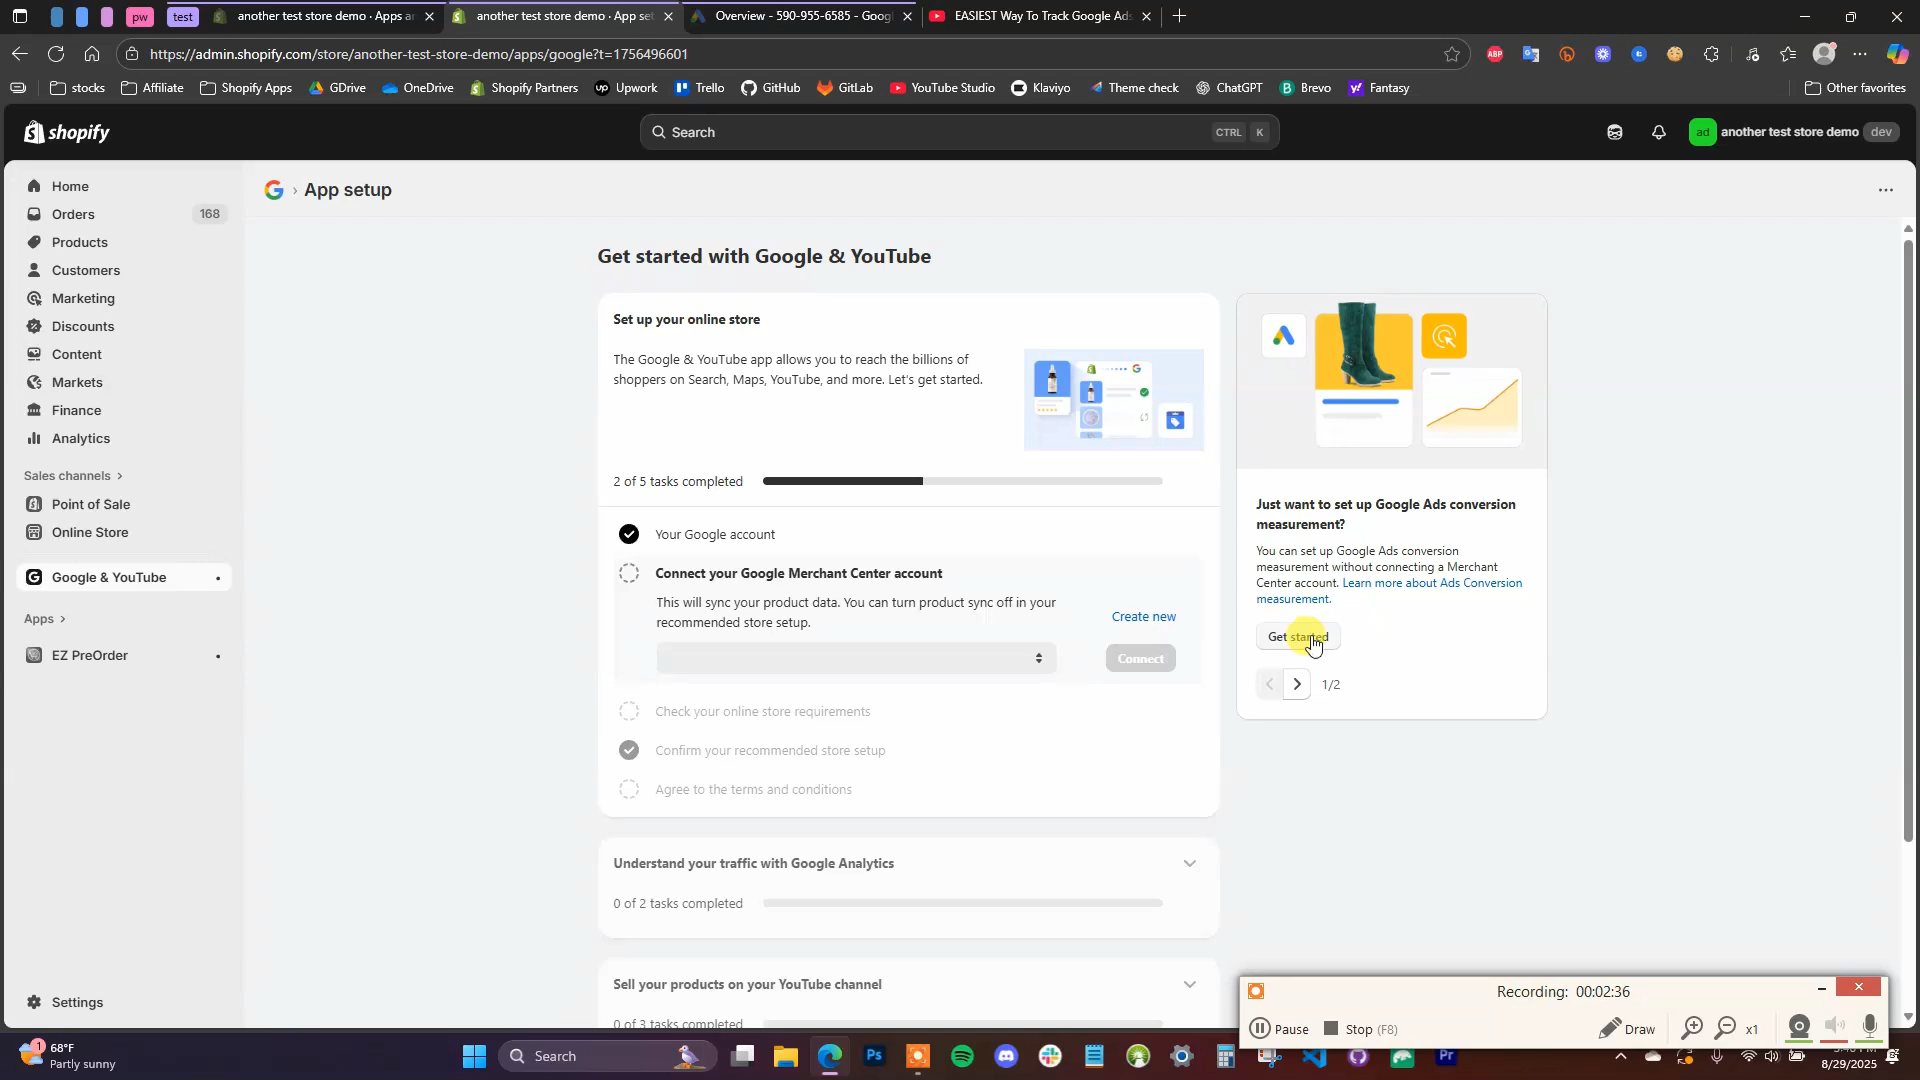 pw
test
another test store demo · Apps ar
another test store demo · App set
Overview - 590-955-6585 - Googl
EASIEST Way To Track Google Ads
https://admin.shopify.com/store/another-test-store-demo/apps/google?t=1756496601
ABP
stocks
Affiliate
Shopify Apps
GDrive
OneDrive
Shopify Partners
up
Upwork
Trello
GitHub
GitLab
YouTube Studio
Klaviyo
Theme check
ChatGPT
B
Brevo
y!
Fantasy
Other favorites
shopify
Search
CTRL
K
ad
another test store demo
dev
Home
Orders
168
Products
Customers
Marketing
Discounts
Content
Markets
Finance
Analytics
Sales channels
Point of Sale
Online Store
Google & YouTube
Apps
EZ PreOrder
Settings
App setup
Get started with Google & YouTube
Set up your online store
The Google & YouTube app allows you to reach the billions of
shoppers on Search, Maps, YouTube, and more. Let's get started.
2 of 5 tasks completed
Your Google account
Connect your Google Merchant Center account
This will sync your product data. You can turn product sync off in your
recommended store setup.
Create new
Connect
Check your online store requirements
Confirm your recommended store setup
Agree to the terms and conditions
Understand your traffic with Google Analytics
0 of 2 tasks completed
Sell your products on your YouTube channel
0 of 3 tasks completed
Just want to set up Google Ads conversion
measurement?
You can set up Google Ads conversion
measurement without connecting a Merchant
Center account. Learn more about Ads Conversion
measurement.
Get started
1/2
Recording: 00:02:36
Pause
Stop (F8)
Draw
x1
1
68°F
Partly sunny
Search
Ps
Pr
8/29/2025